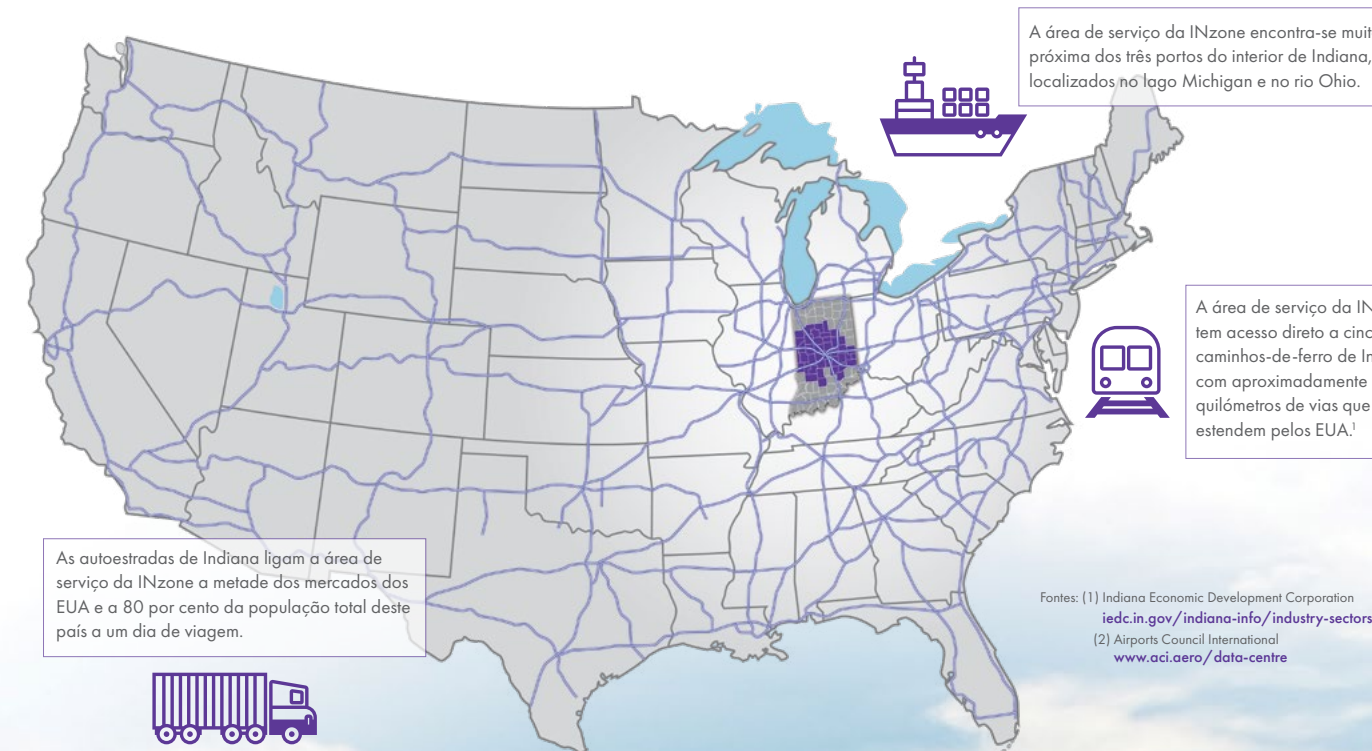 A área de serviço da INzone encontra-se
próxima dos três portos do interior de Indiana,
localizados no lago Michigan e no rio Ohio.
A área de serviço da
tem acesso direto a
caminhos-de-ferro de
com aproximadamente
quilómetros de vias que
estendem pelos EUA.¹
As autoestradas de Indiana ligam a área de
serviço da INzone a metade dos mercados dos
EUA e a 80 por cento da população total deste
país a um dia de viagem.
Fontes: (1) Indiana Economic Development Corporation
iedc.in.gov/indiana-info/industry-sectors
(2) Airports Council International
www.aci.aero/data-centre